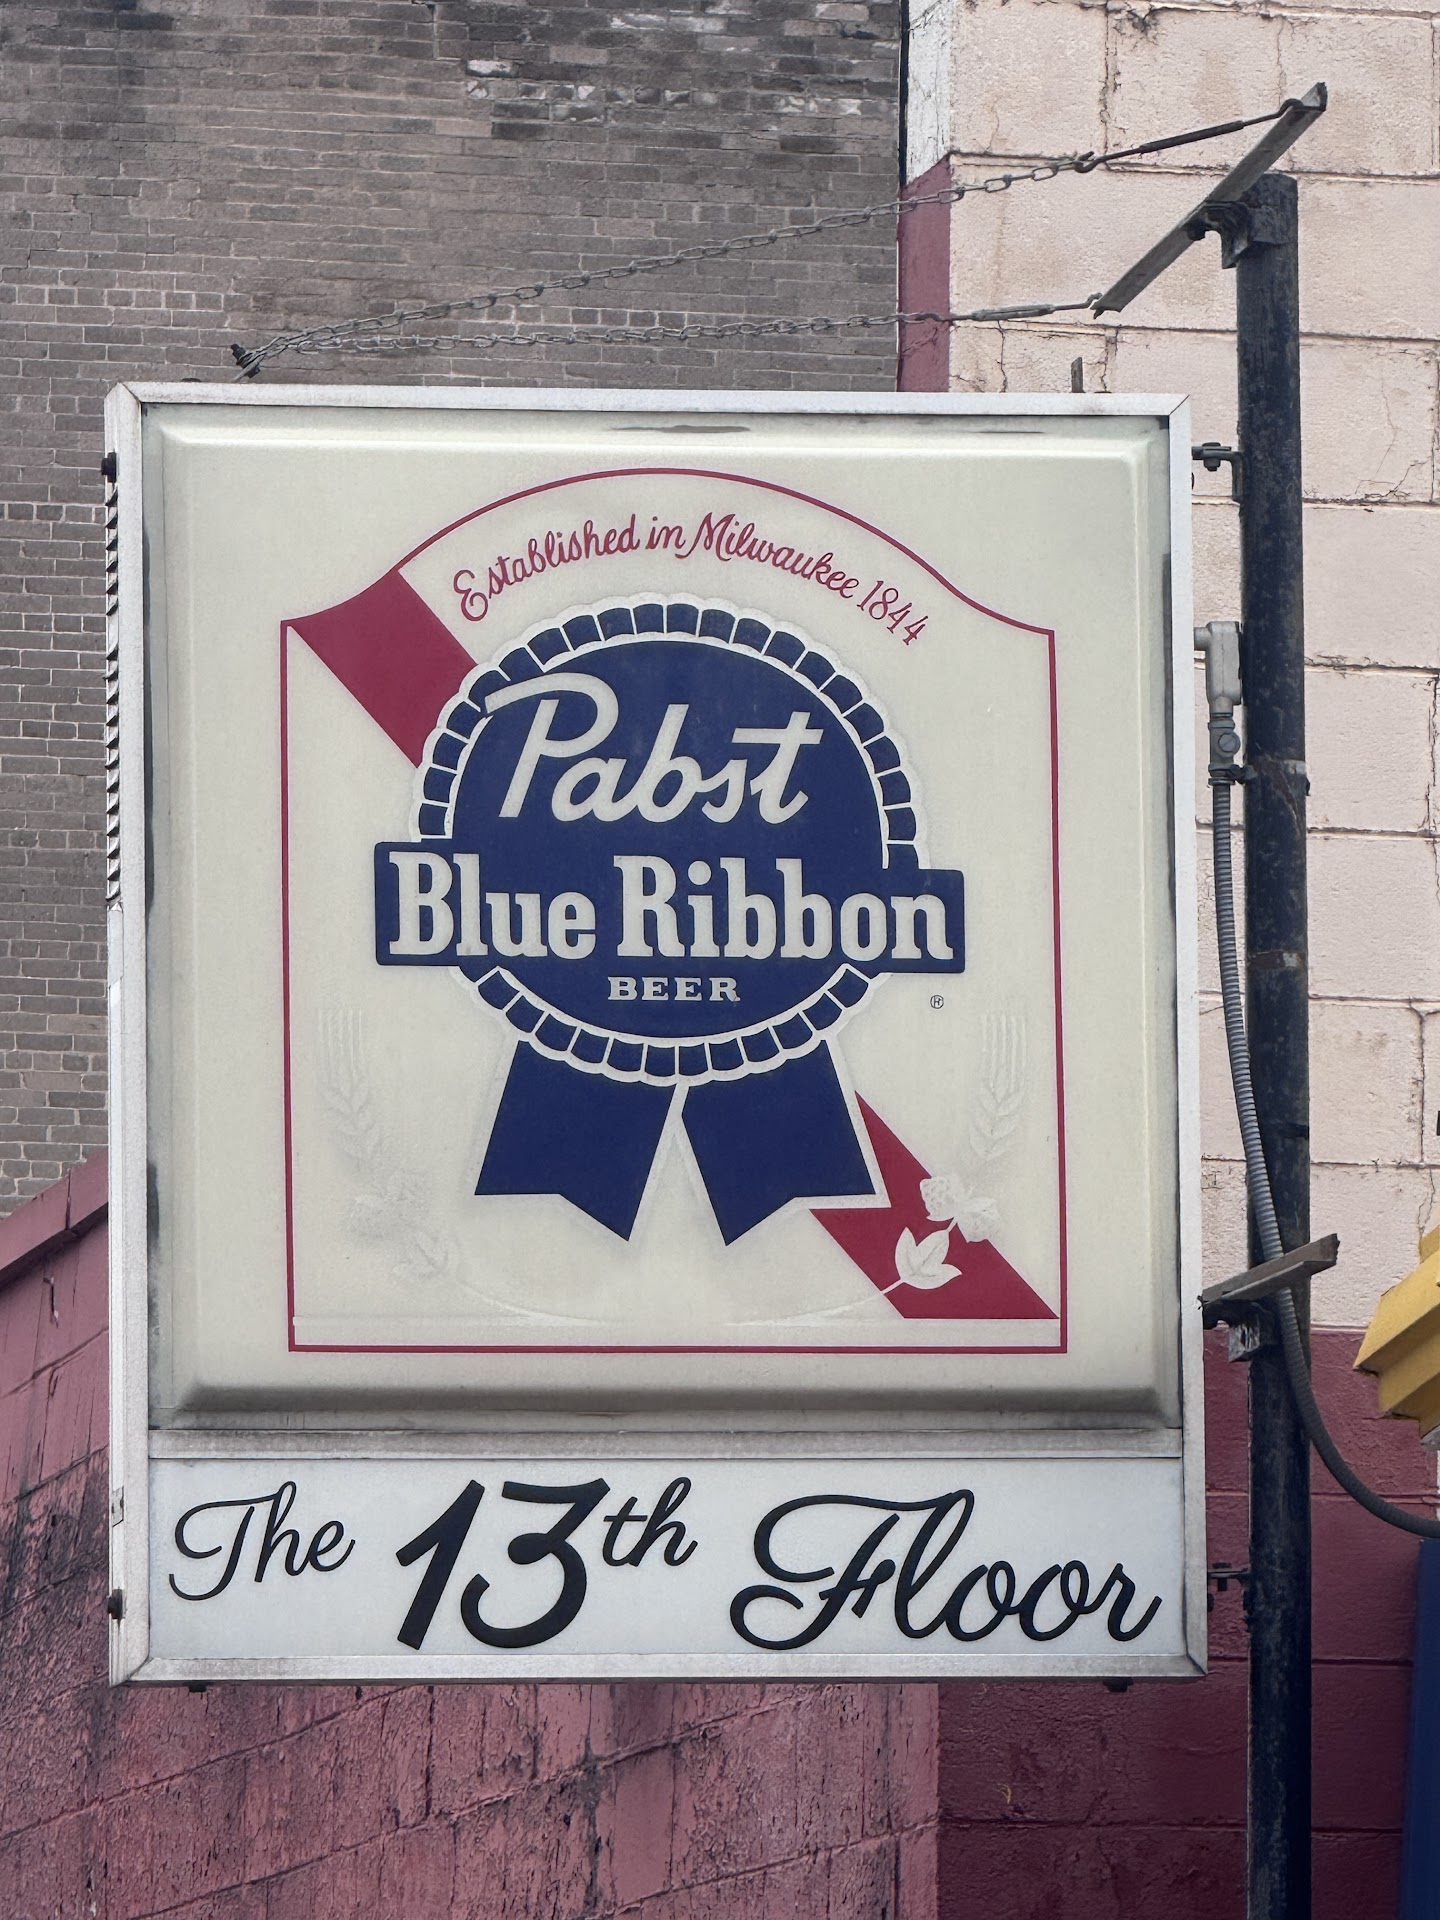 Established in Milwaukee 1844
Pabst
Blue Ribbon
BEER
®
The 13th Floor